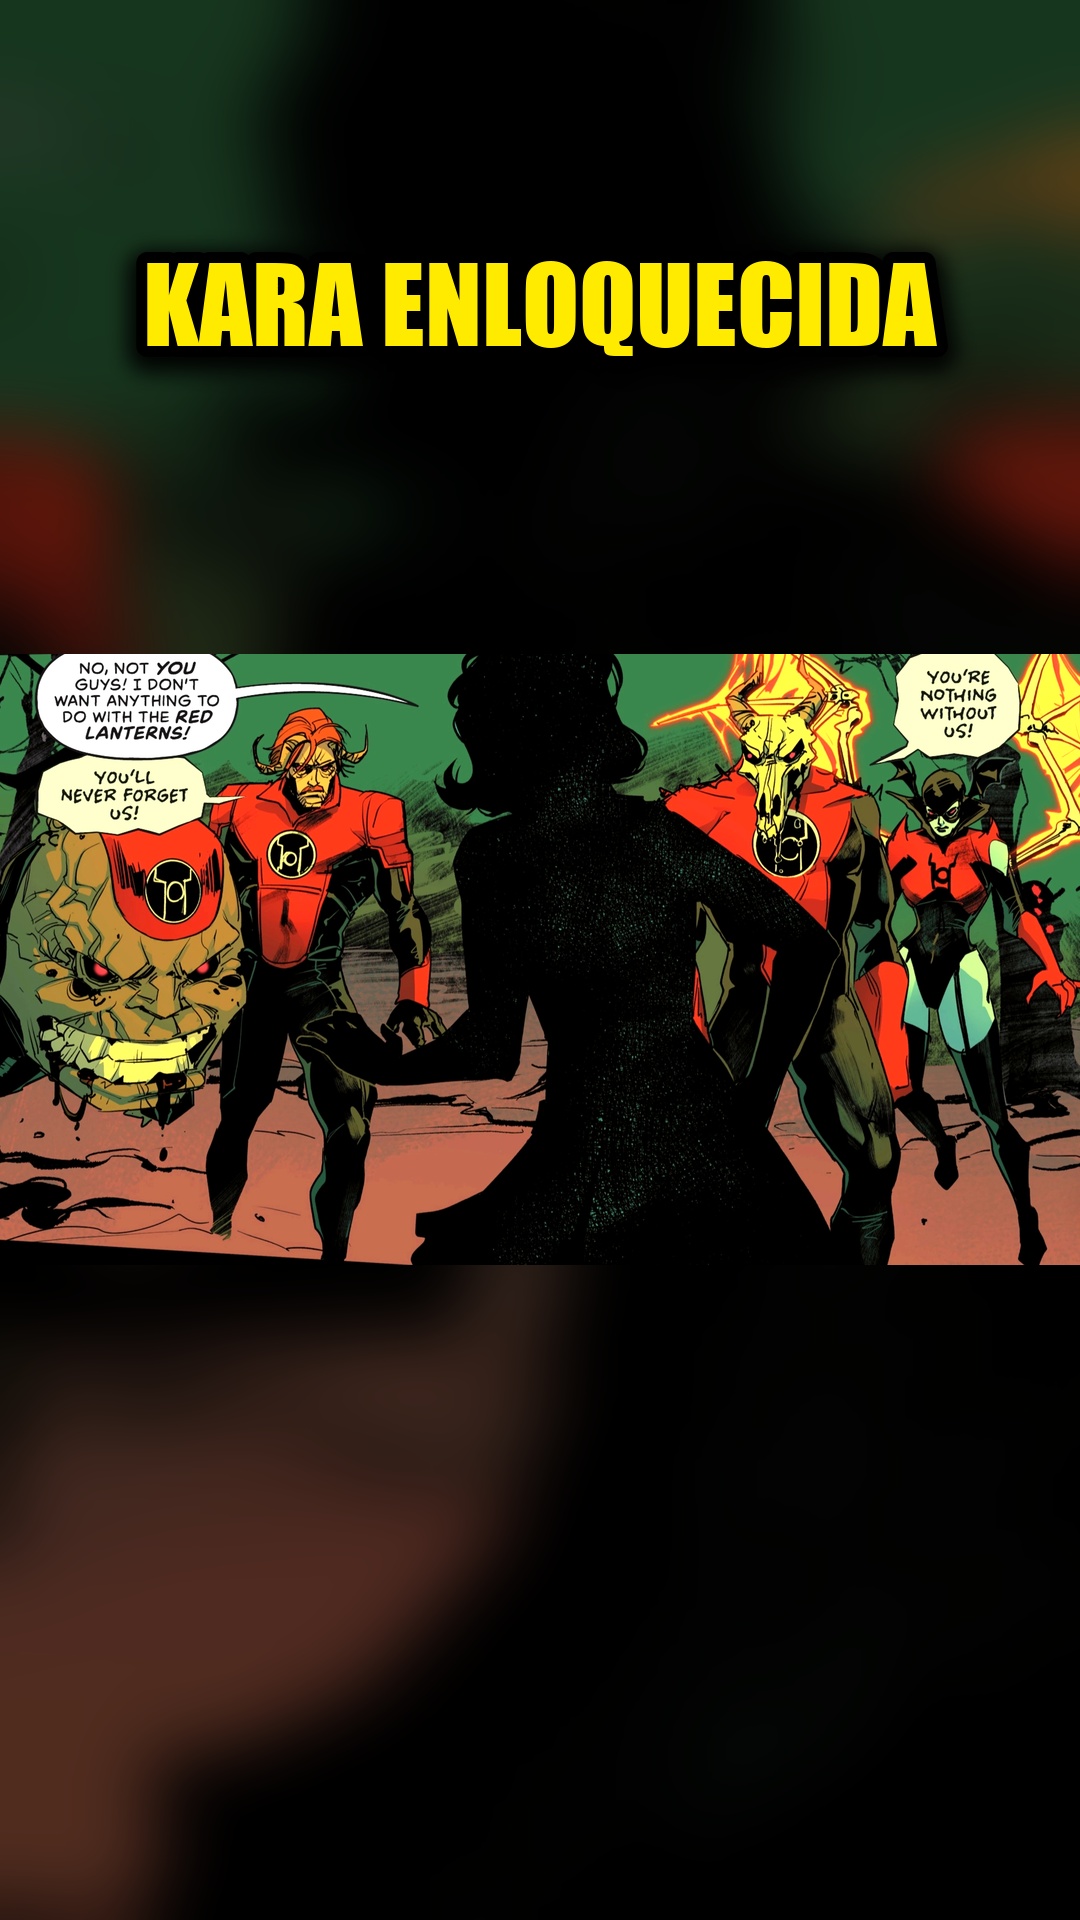 KARA ENLOQUECIDA
NO, NOT YOU
GUYS! I DON'T
WANT ANYTHING TO
DO WITH THE RED
LANTERNS!
YOU'LL
NEVER FORGET
US!
YOU'RE
NOTHING
WITHOUT
US!